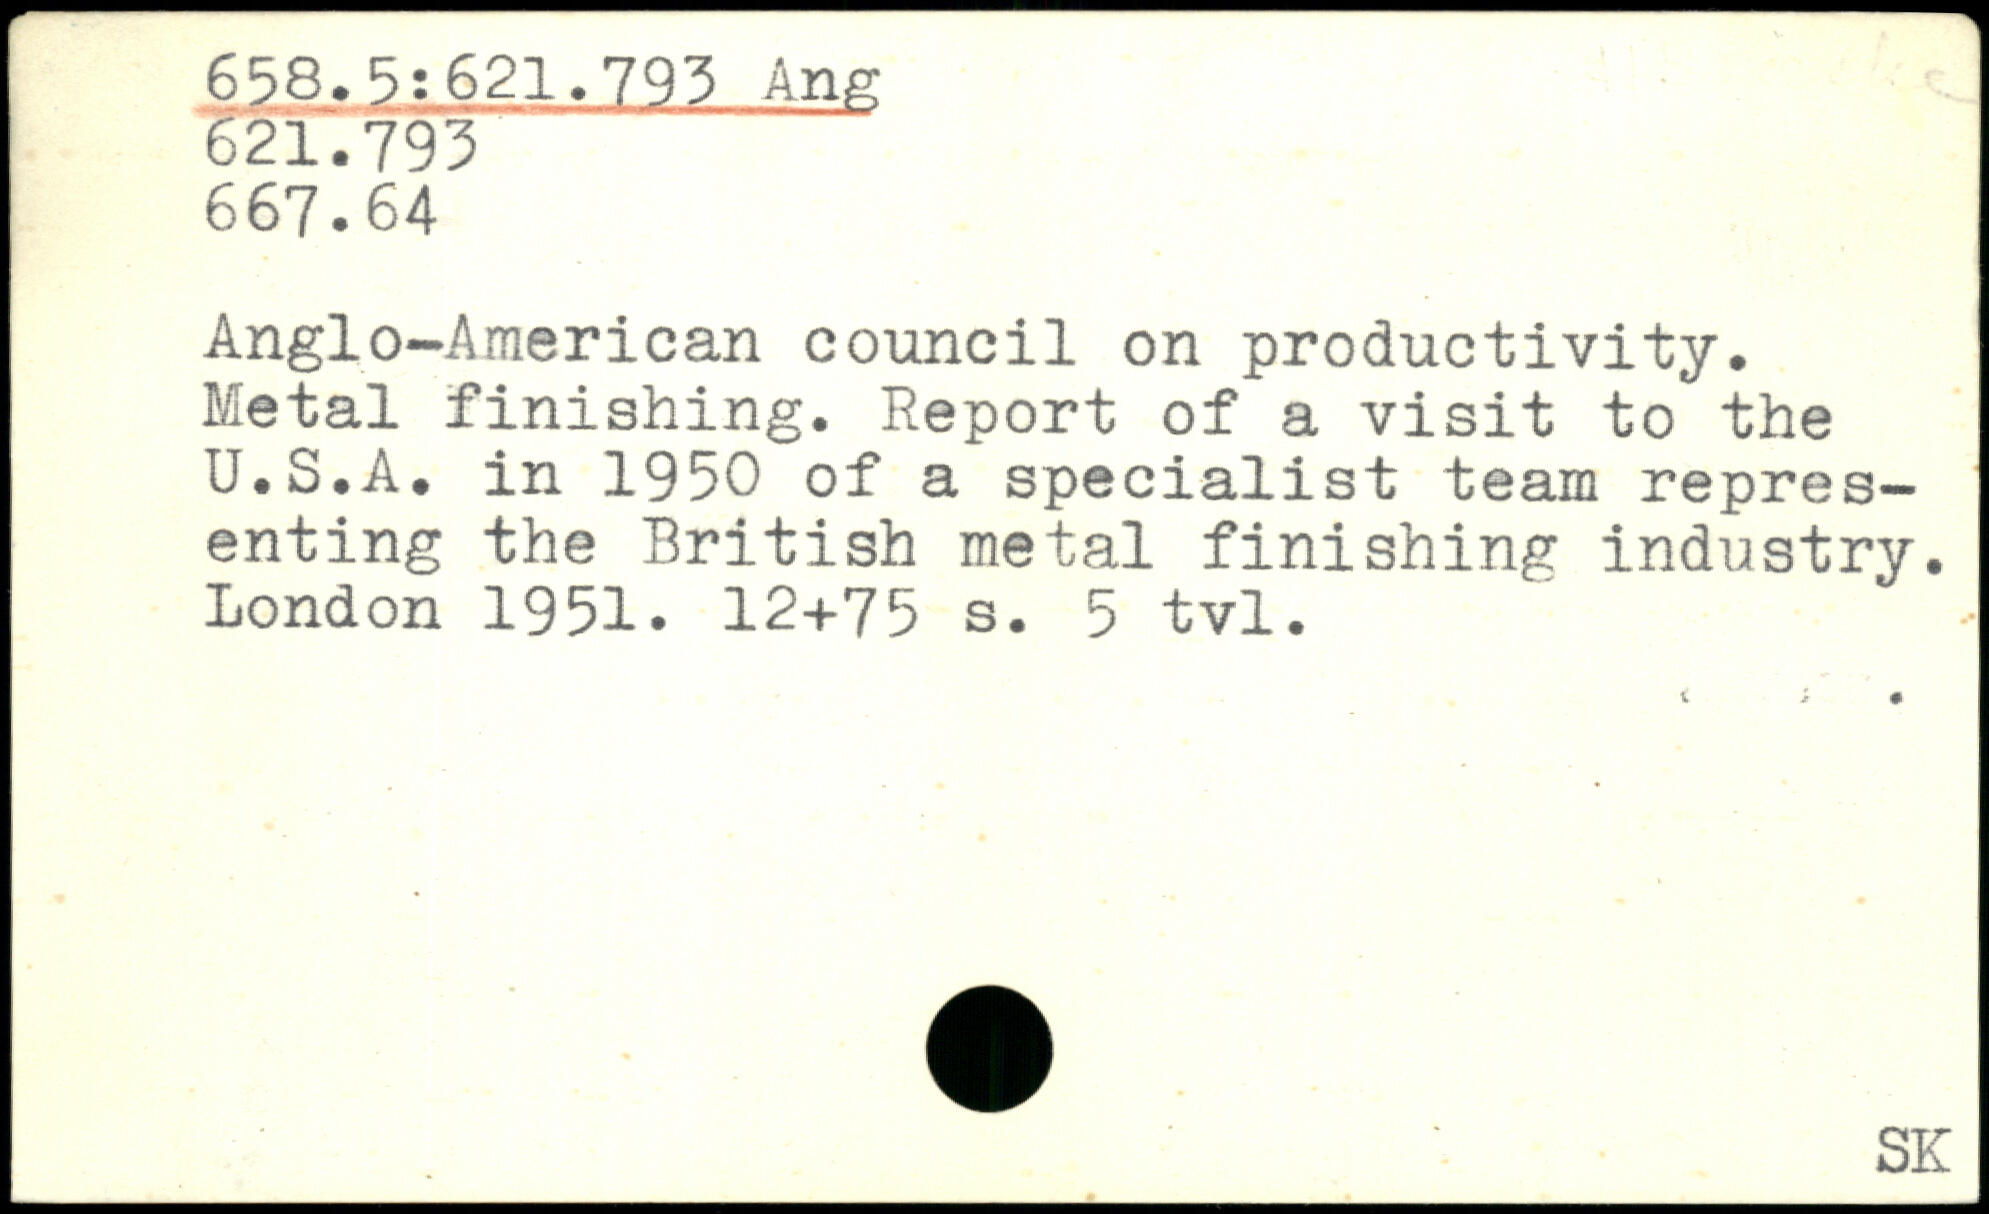 658.5:621.793 Ang
621.793
667.64
Anglo-American council on productivity.
Metal finishing. Report of a visit to the
U.S.A. in 1950 of a specialist team repres-
enting the British metal finishing industry.
London 1951. 12+75 s. 5 tvl.
SK